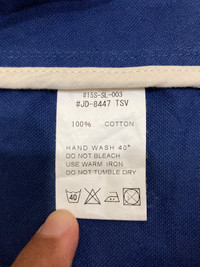 #15S-SL-003
#JD-8447 TSV
100% COTTON
HAND WASH 40°
DO NOT BLEACH
USE WARM IRON
DO NOT TUMBLE DRY
40